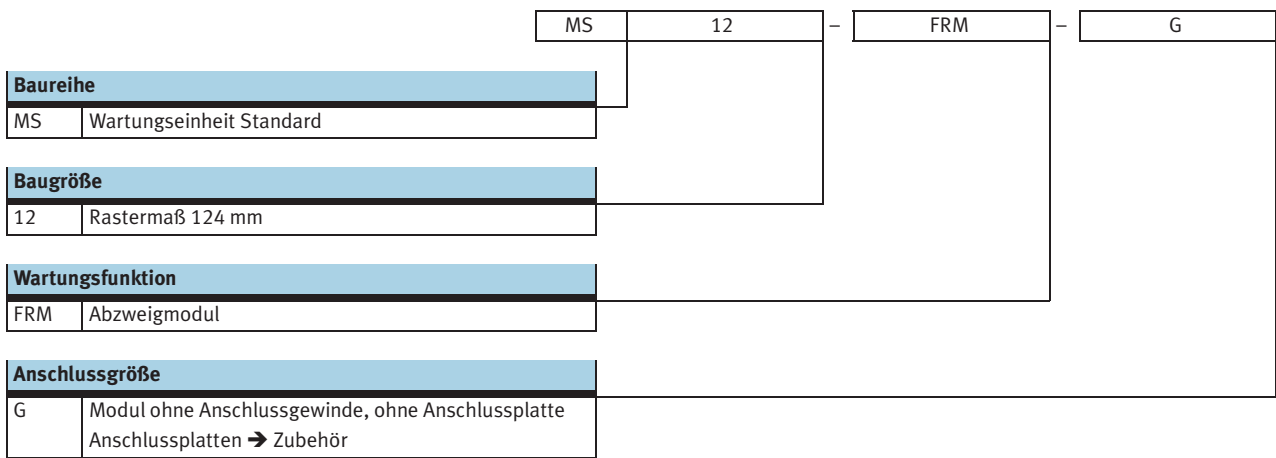 MS 12 – FRM – G
Baureihe
MS Wartungseinheit Standard
Baugröße
12 Rastermaß 124 mm
Wartungsfunktion
FRM Abzweigmodul
Anschlussgröße
G Modul ohne Anschlussgewinde, ohne Anschlussplatte
Anschlussplatten ➔ Zubehör